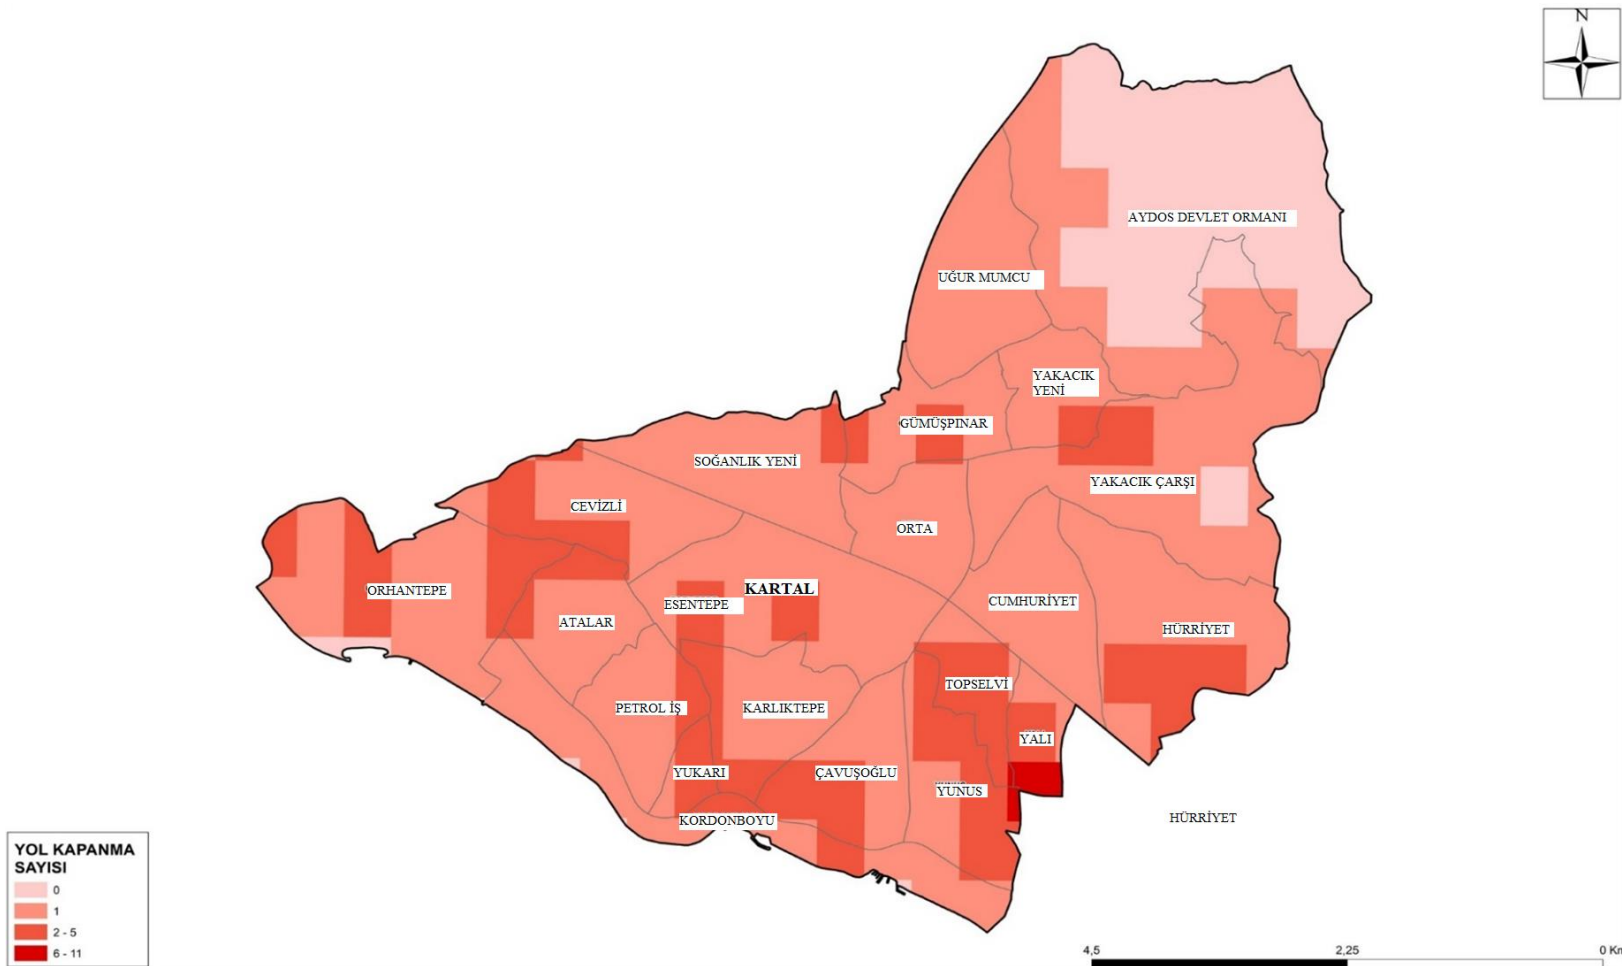 N
AYDOS DEVLET ORMANI
UĞUR MUMCU
YAKACIK
YENİ
GÜMÜŞPINAR
SOĞANLIK YENİ
YAKACIK ÇARŞI
CEVİZLİ
ORTA
KARTAL
ORHANTEPE
ESENTEPE
CUMHURİYET
ATALAR
HÜRRİYET
TOPSELVİ
PETROL İŞ
KARLIKTEPE
YALI
YUKARI
ÇAVUŞOĞLU
YUNUS
KORDONBOYU
HÜRRİYET
YOL KAPANMA
SAYISI
0
1
2 - 5
6 - 11
4,5 2,25 0 Km